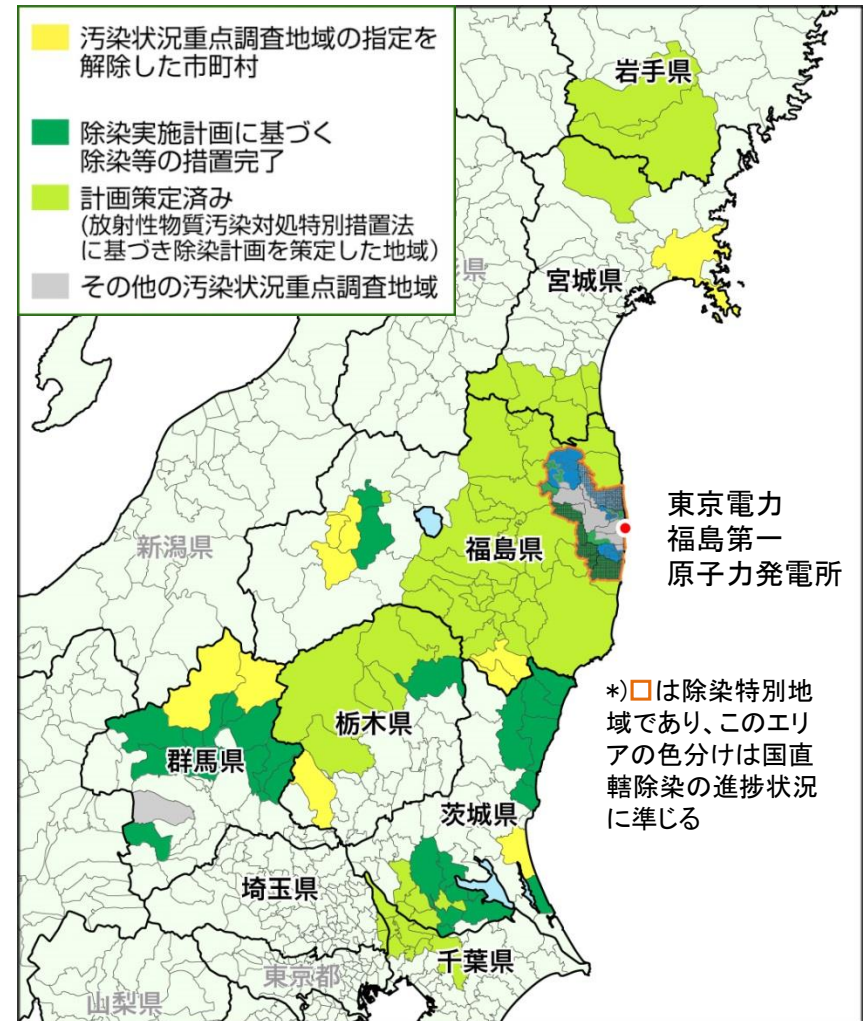 汚染状況重点調査地域の指定を
解除した市町村
除染実施計画に基づく
除染等の措置完了
計画策定済み
(放射性物質汚染対処特別措置法
に基づき除染計画を策定した地域)
その他の汚染状況重点調査地域
岩手県
県
宮城県
新潟県
福島県
東京電力
福島第一
原子力発電所
*)□は除染特別地
域であり、このエリ
アの色分けは国直
轄除染の進捗状況
に準じる
栃木県
群馬県
茨城県
埼玉県
千葉県
東京都
山梨県